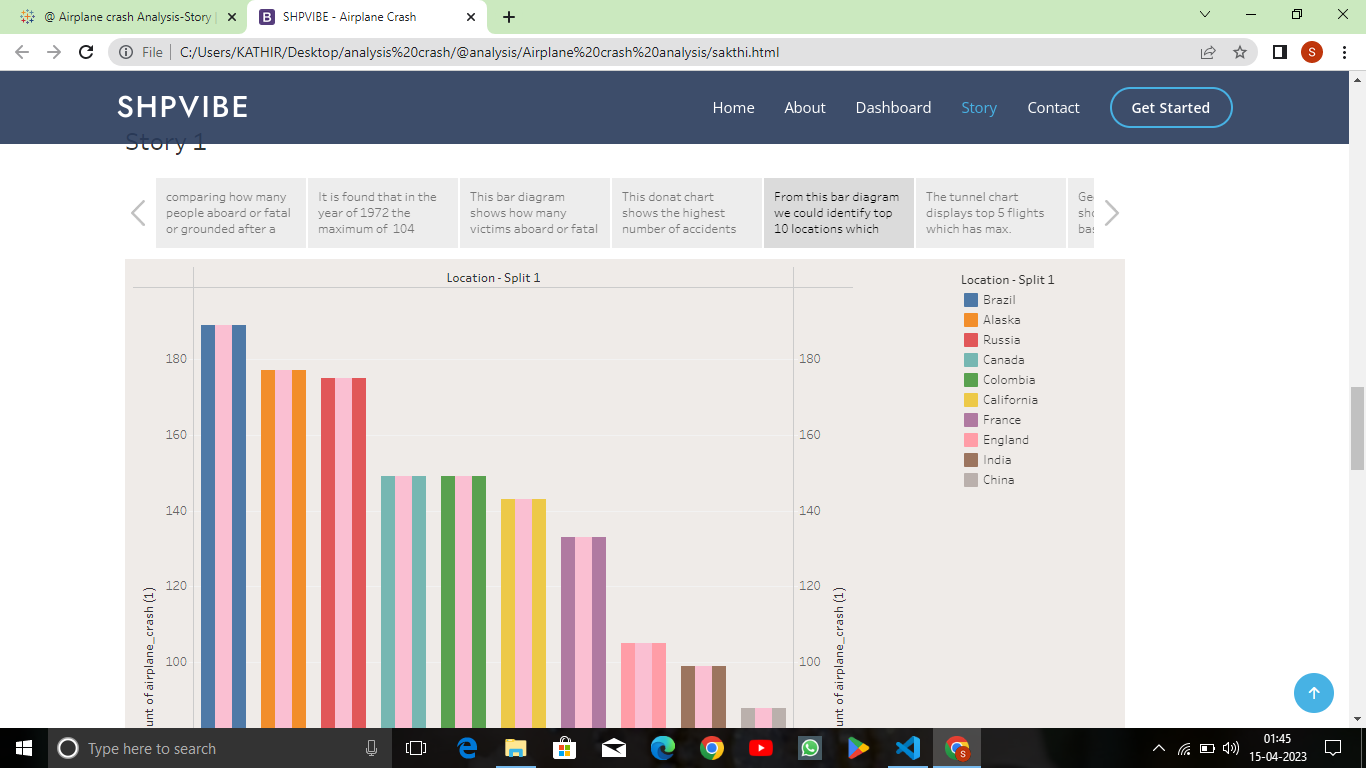 @ Airplane crash Analysis-Story |
SHPVIBE - Airplane Crash
File
C:/Users/KATHIR/Desktop/analysis%20crash/@analysis/Airplane%20crash%20analysis/sakthi.html
S
SHPVIBE
Home
About
Dashboard
Story
Contact
Get Started
Story 1
comparing how many
people aboard or fatal
or grounded after a
It is found that in the
year of 1972 the
maximum of 104
This bar diagram
shows how many
victims aboard or fatal
This donat chart
shows the highest
number of accidents
From this bar diagram
we could identify top
10 locations which
The tunnel chart
displays top 5 flights
which has max.
Location - Split 1
180
160
140
120
100
180
160
140
120
100
unt of airplane_crash (1)
unt of airplane_crash (1)
Location - Split 1
Brazil
Alaska
Russia
Canada
Colombia
California
France
England
India
China
Type here to search
01:45
15-04-2023